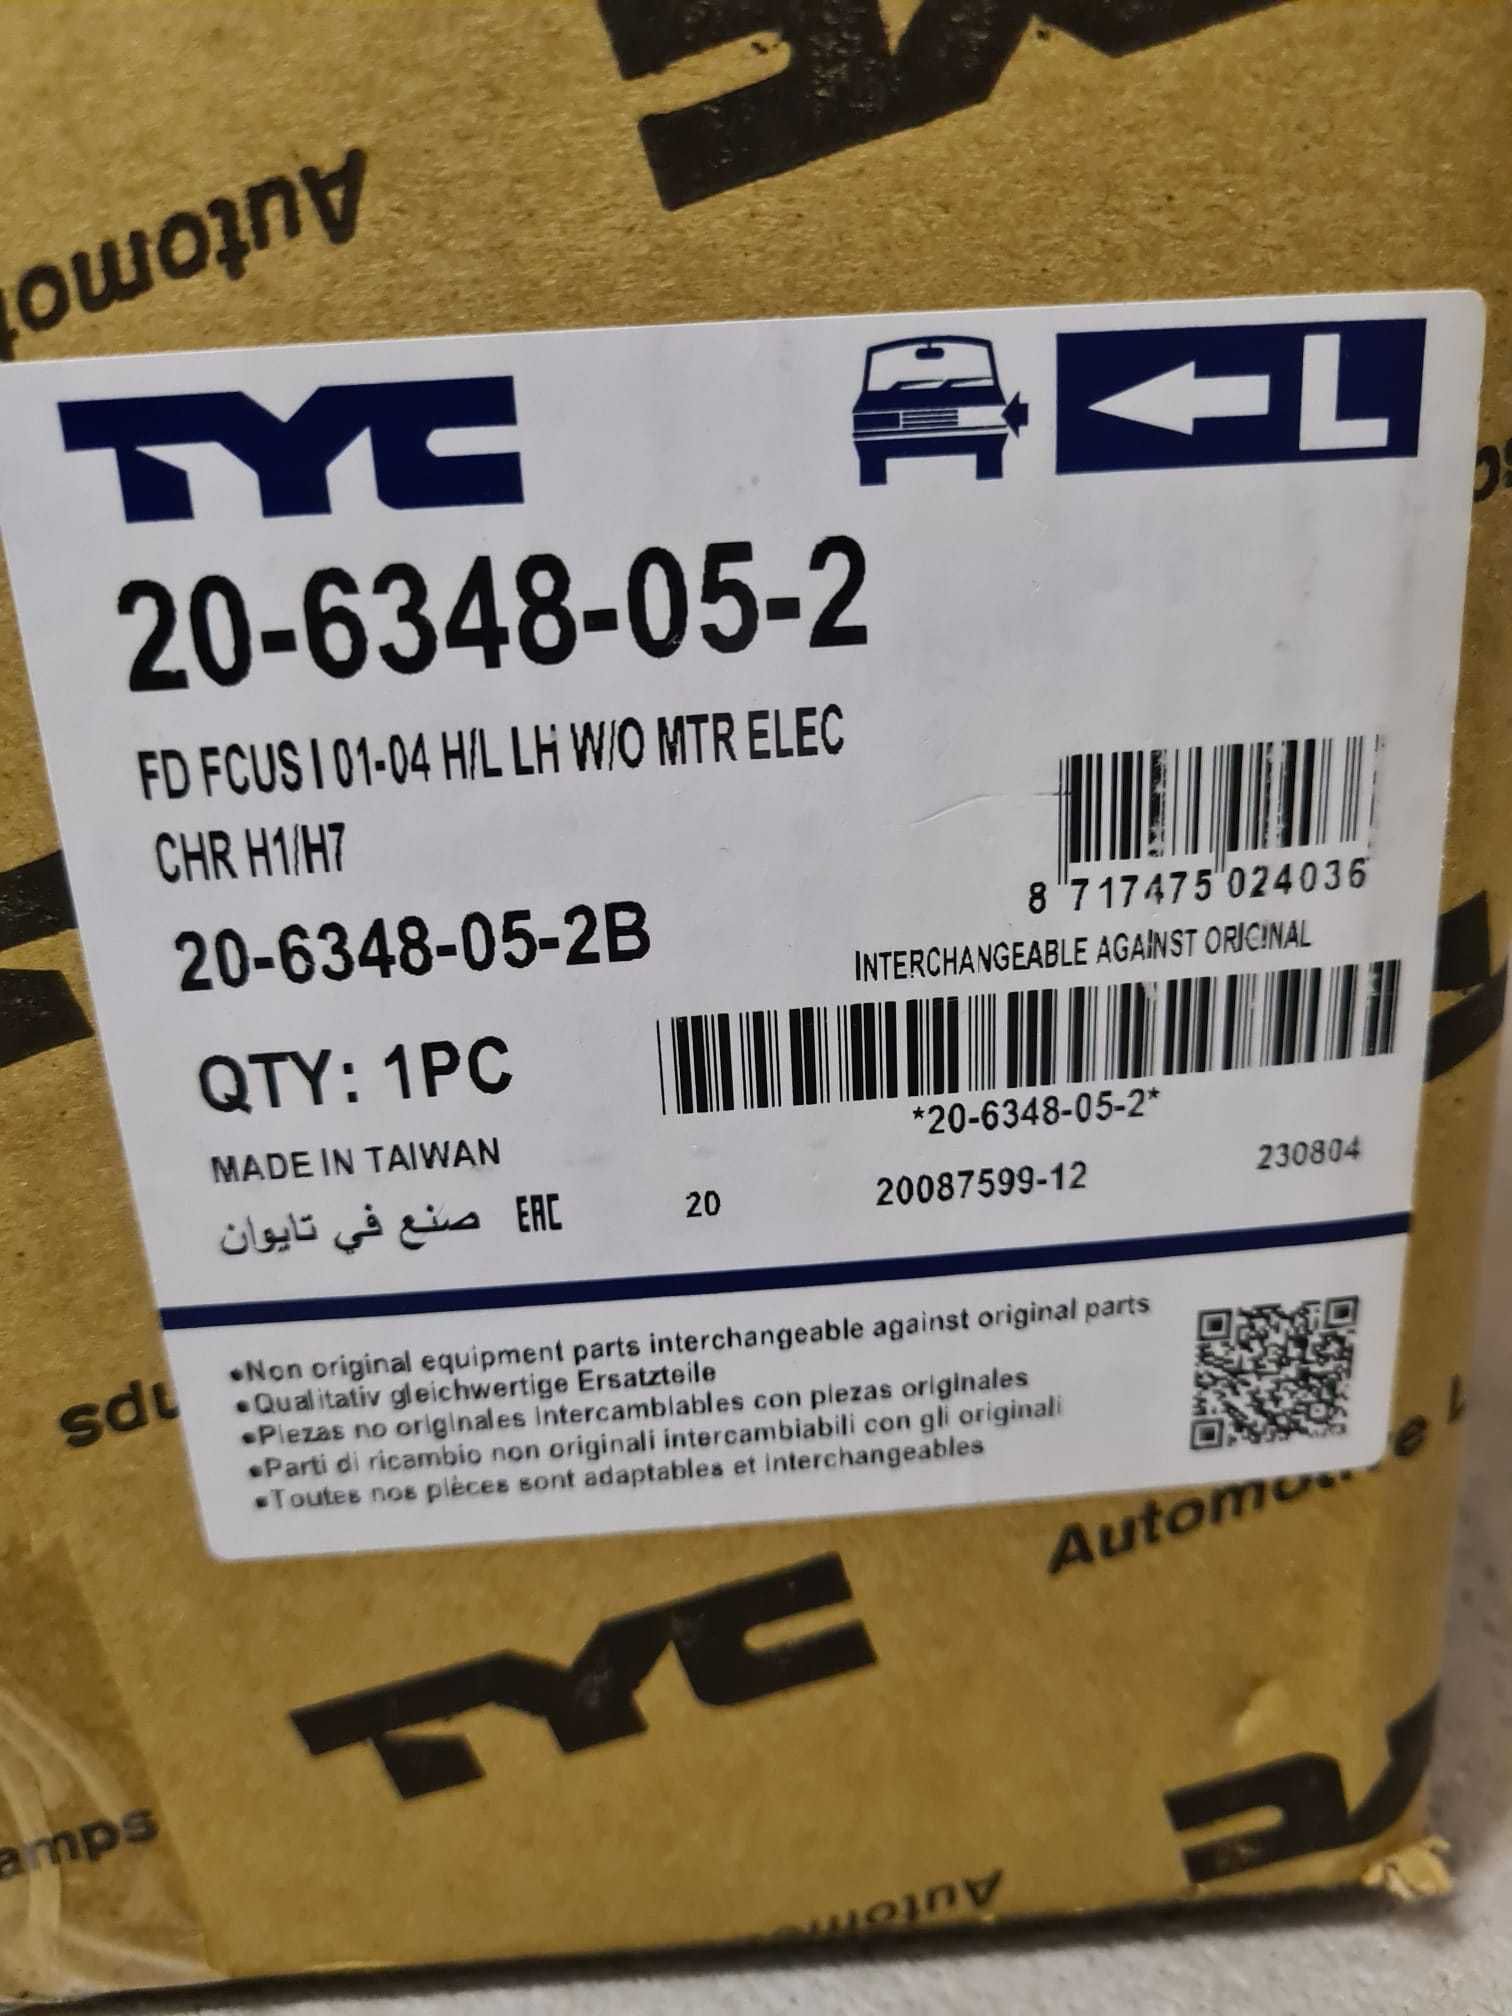 Automot
TYC
L
20-6348-05-2
FD FCUS I 01-04 H/L LH W/O MTR ELEC
CHR H1/H7
8 717475 024036
20-6348-05-2B
INTERCHANGEABLE AGAINST ORIGINAL
QTY: 1PC
*20-6348-05-2*
MADE IN TAIWAN
صنع في تايوان EAC 20 20087599-12 230804
•Non original equipment parts interchangeable against original parts
•Qualitativ gleichwertige Ersatzteile
•Piezas no originales intercambiables con piezas originales
•Parti di ricambio non originali intercambiabili con gli originali
•Toutes nos pièces sont adaptables et interchangeables
Automotive
TYC
amps
Automo